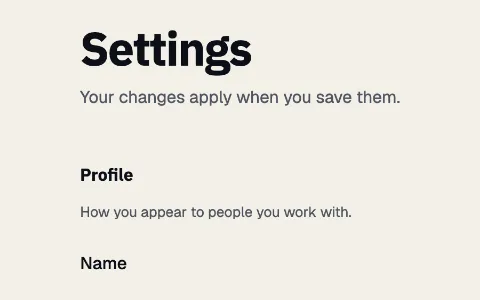 Settings
Your changes apply when you save them.
Profile
How you appear to people you work with.
Name